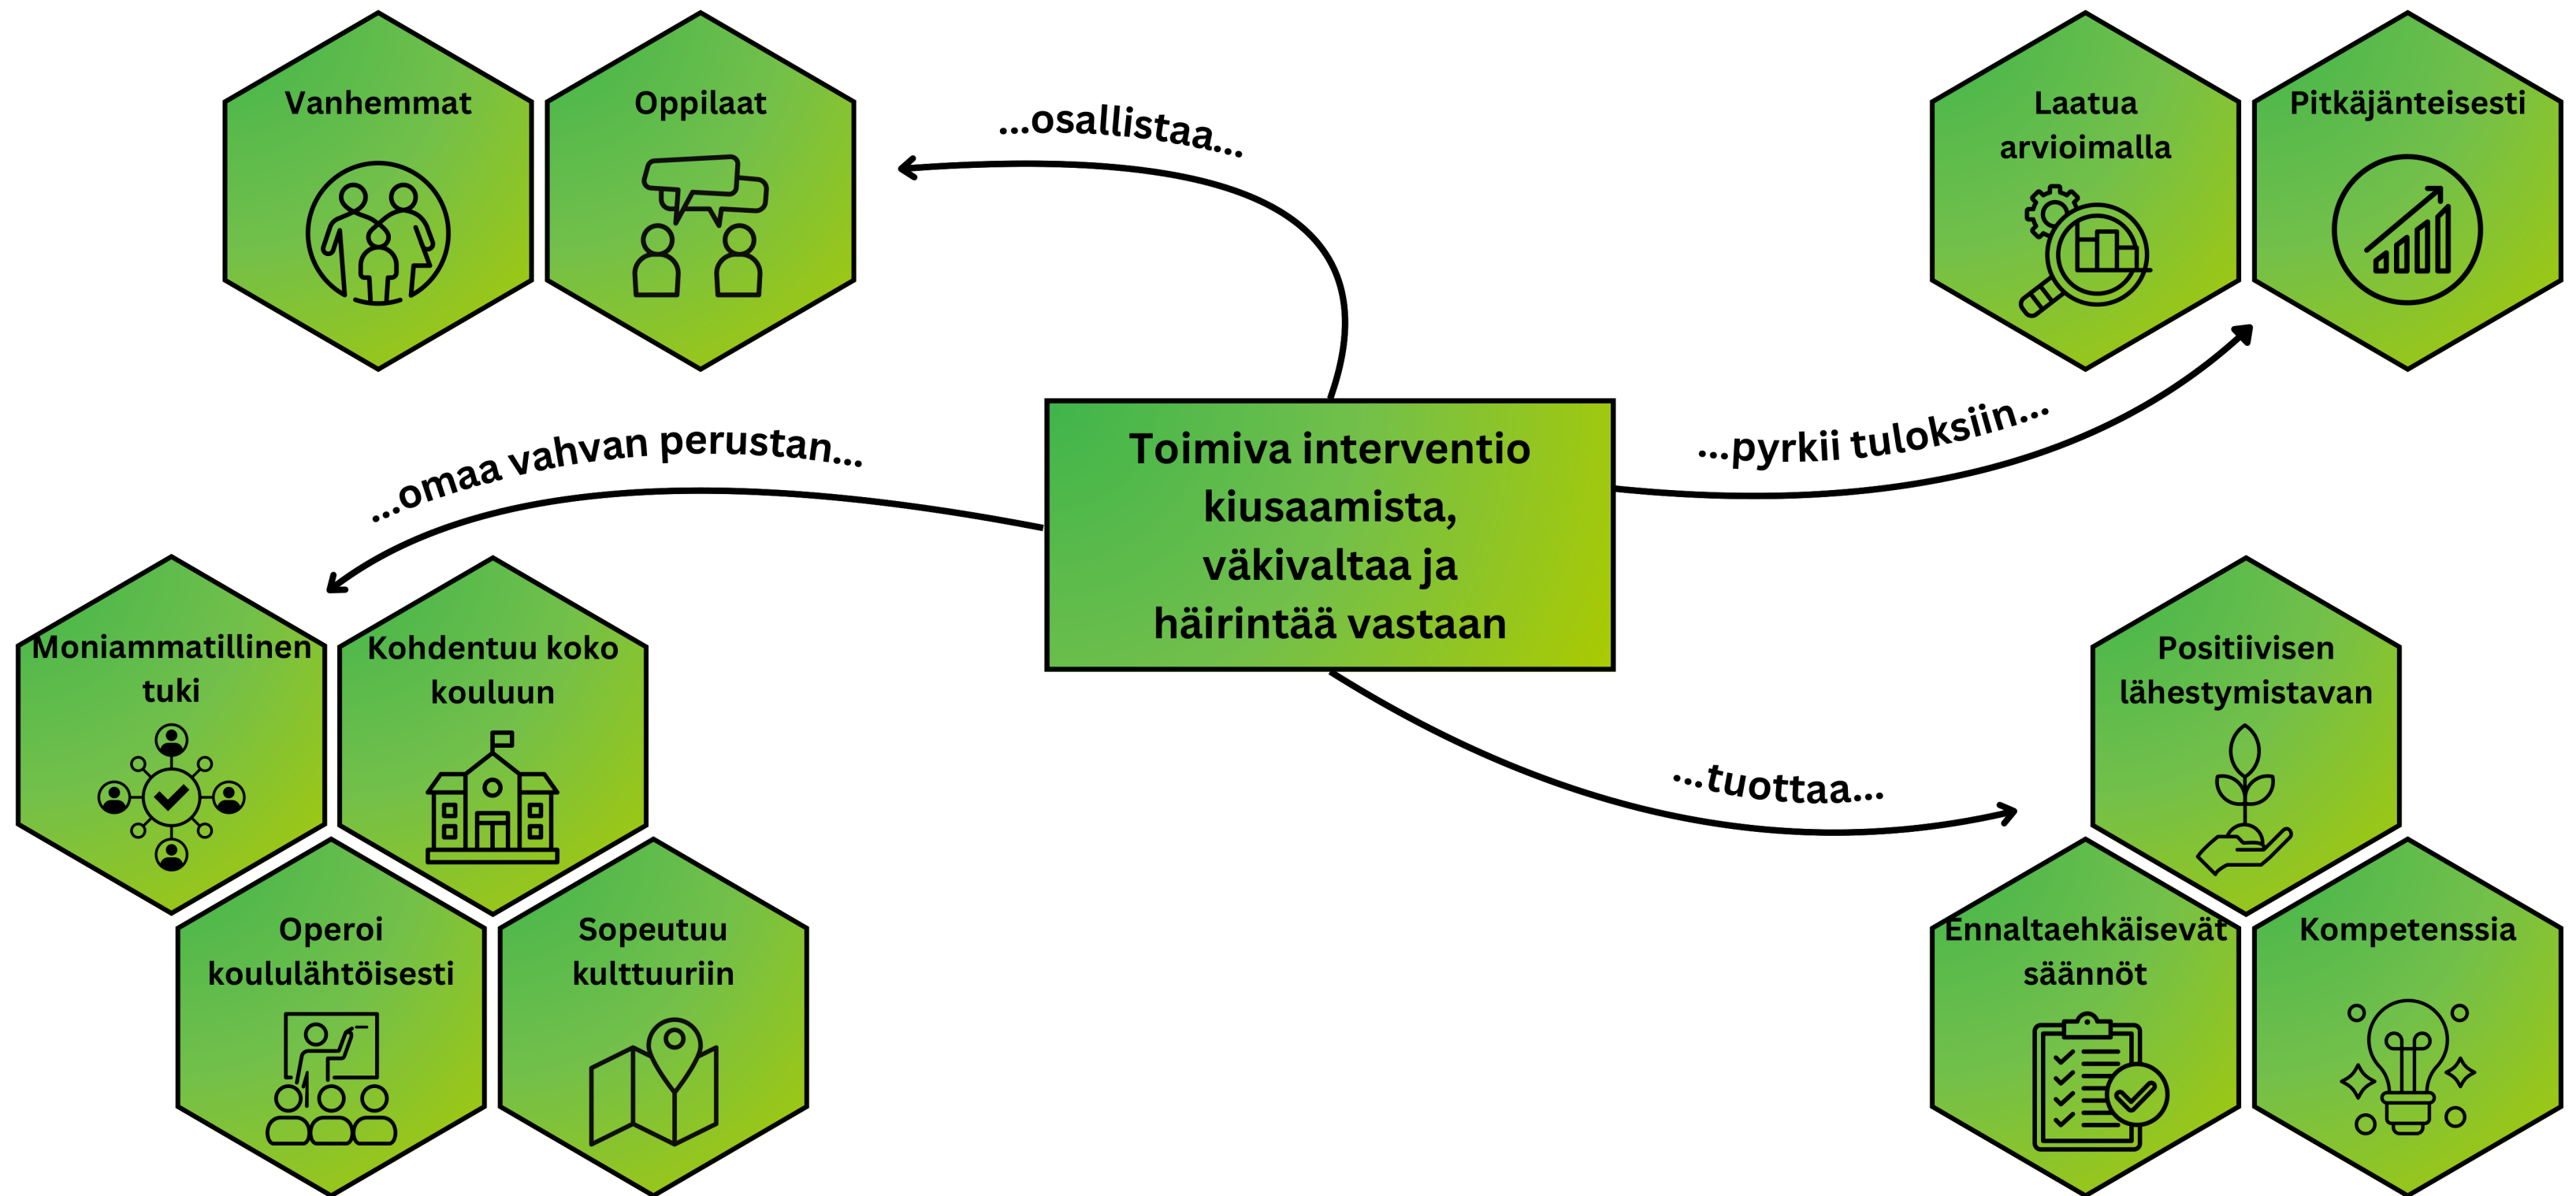 Vanhemmat
Oppilaat
...osallistaa...
Laatua
arvioimalla
Pitkäjänteisesti
...omaa vahvan perustan...
Toimiva interventio
kiusaamista,
väkivaltaa ja
häirintää vastaan
...pyrkii tuloksiin...
Moniammatillinen
tuki
Kohdentuu koko
kouluun
Operoi
koululähtöisesti
Sopeutuu
kulttuuriin
...tuottaa...
Positiivisen
lähestymistavan
Ennaltaehkäisevät
säännöt
Kompetenssia